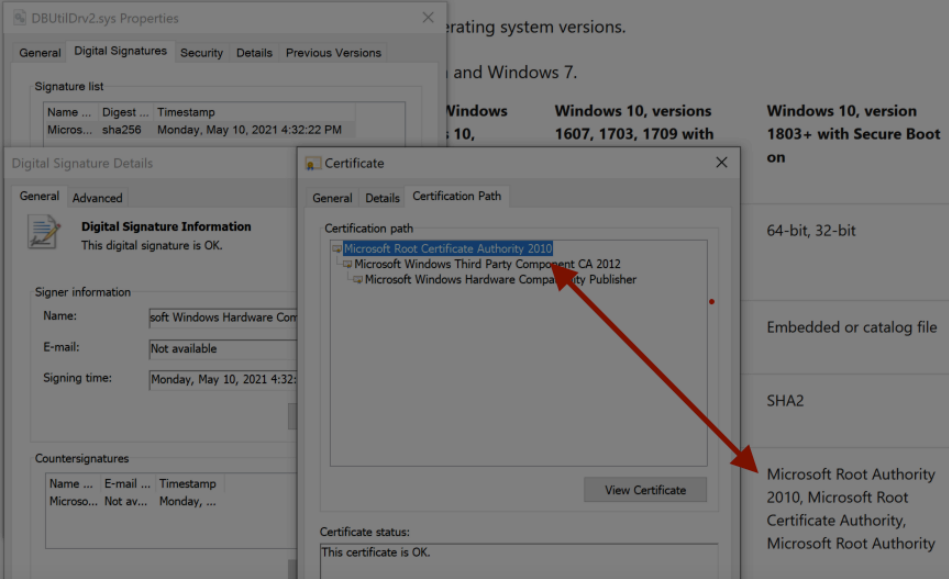 DBUtilDrv2.sys Properties
General
Digital Signatures
Security
Details
Previous Versions
Signature list
Name ...
Digest ...
Timestamp
Micros...
sha256
Monday, May 10, 2021 4:32:22 PM
Digital Signature Details
General
Advanced
Digital Signature Information
This digital signature is OK.
Signer information
Name:
soft Windows Hardware Com
E-mail:
Not available
Signing time:
Monday, May 10, 2021 4:32:
Countersignatures
Name ...
E-mail ...
Timestamp
Microso...
Not av...
Monday, ...
Certificate
General
Details
Certification Path
Certification path
Microsoft Root Certificate Authority 2010
Microsoft Windows Third Party Component CA 2012
Microsoft Windows Hardware Compatibility Publisher
View Certificate
Certificate status:
This certificate is OK.
erating system versions.
and Windows 7.
Windows
10,
Windows 10, versions
1607, 1703, 1709 with
Windows 10, version
1803+ with Secure Boot
on
64-bit, 32-bit
Embedded or catalog file
SHA2
Microsoft Root Authority
2010, Microsoft Root
Certificate Authority,
Microsoft Root Authority